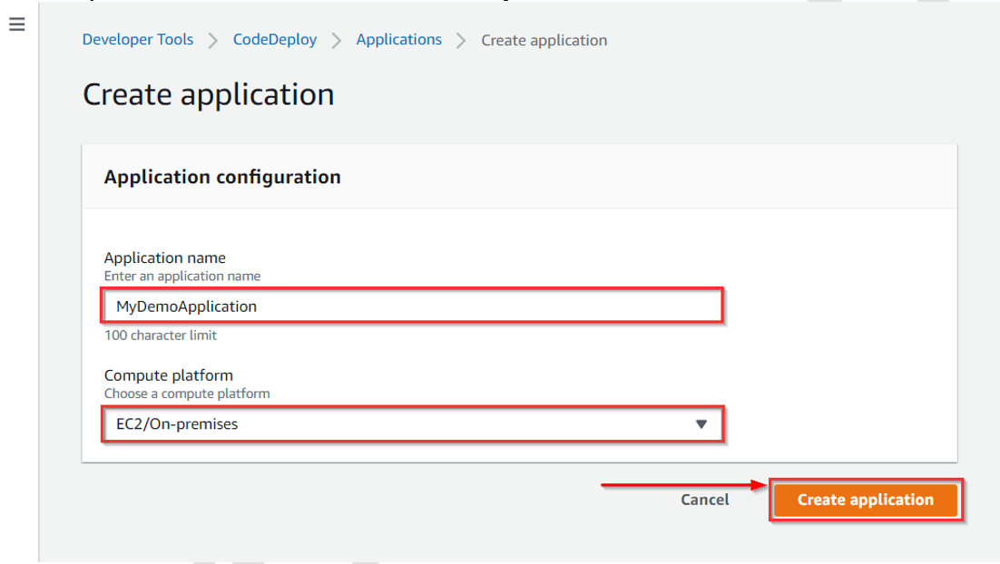 Developer Tools > CodeDeploy > Applications > Create application
Create application
Application configuration
Application name
Enter an application name
MyDemoApplication
100 character limit
Compute platform
Choose a compute platform
EC2/On-premises
Cancel Create application